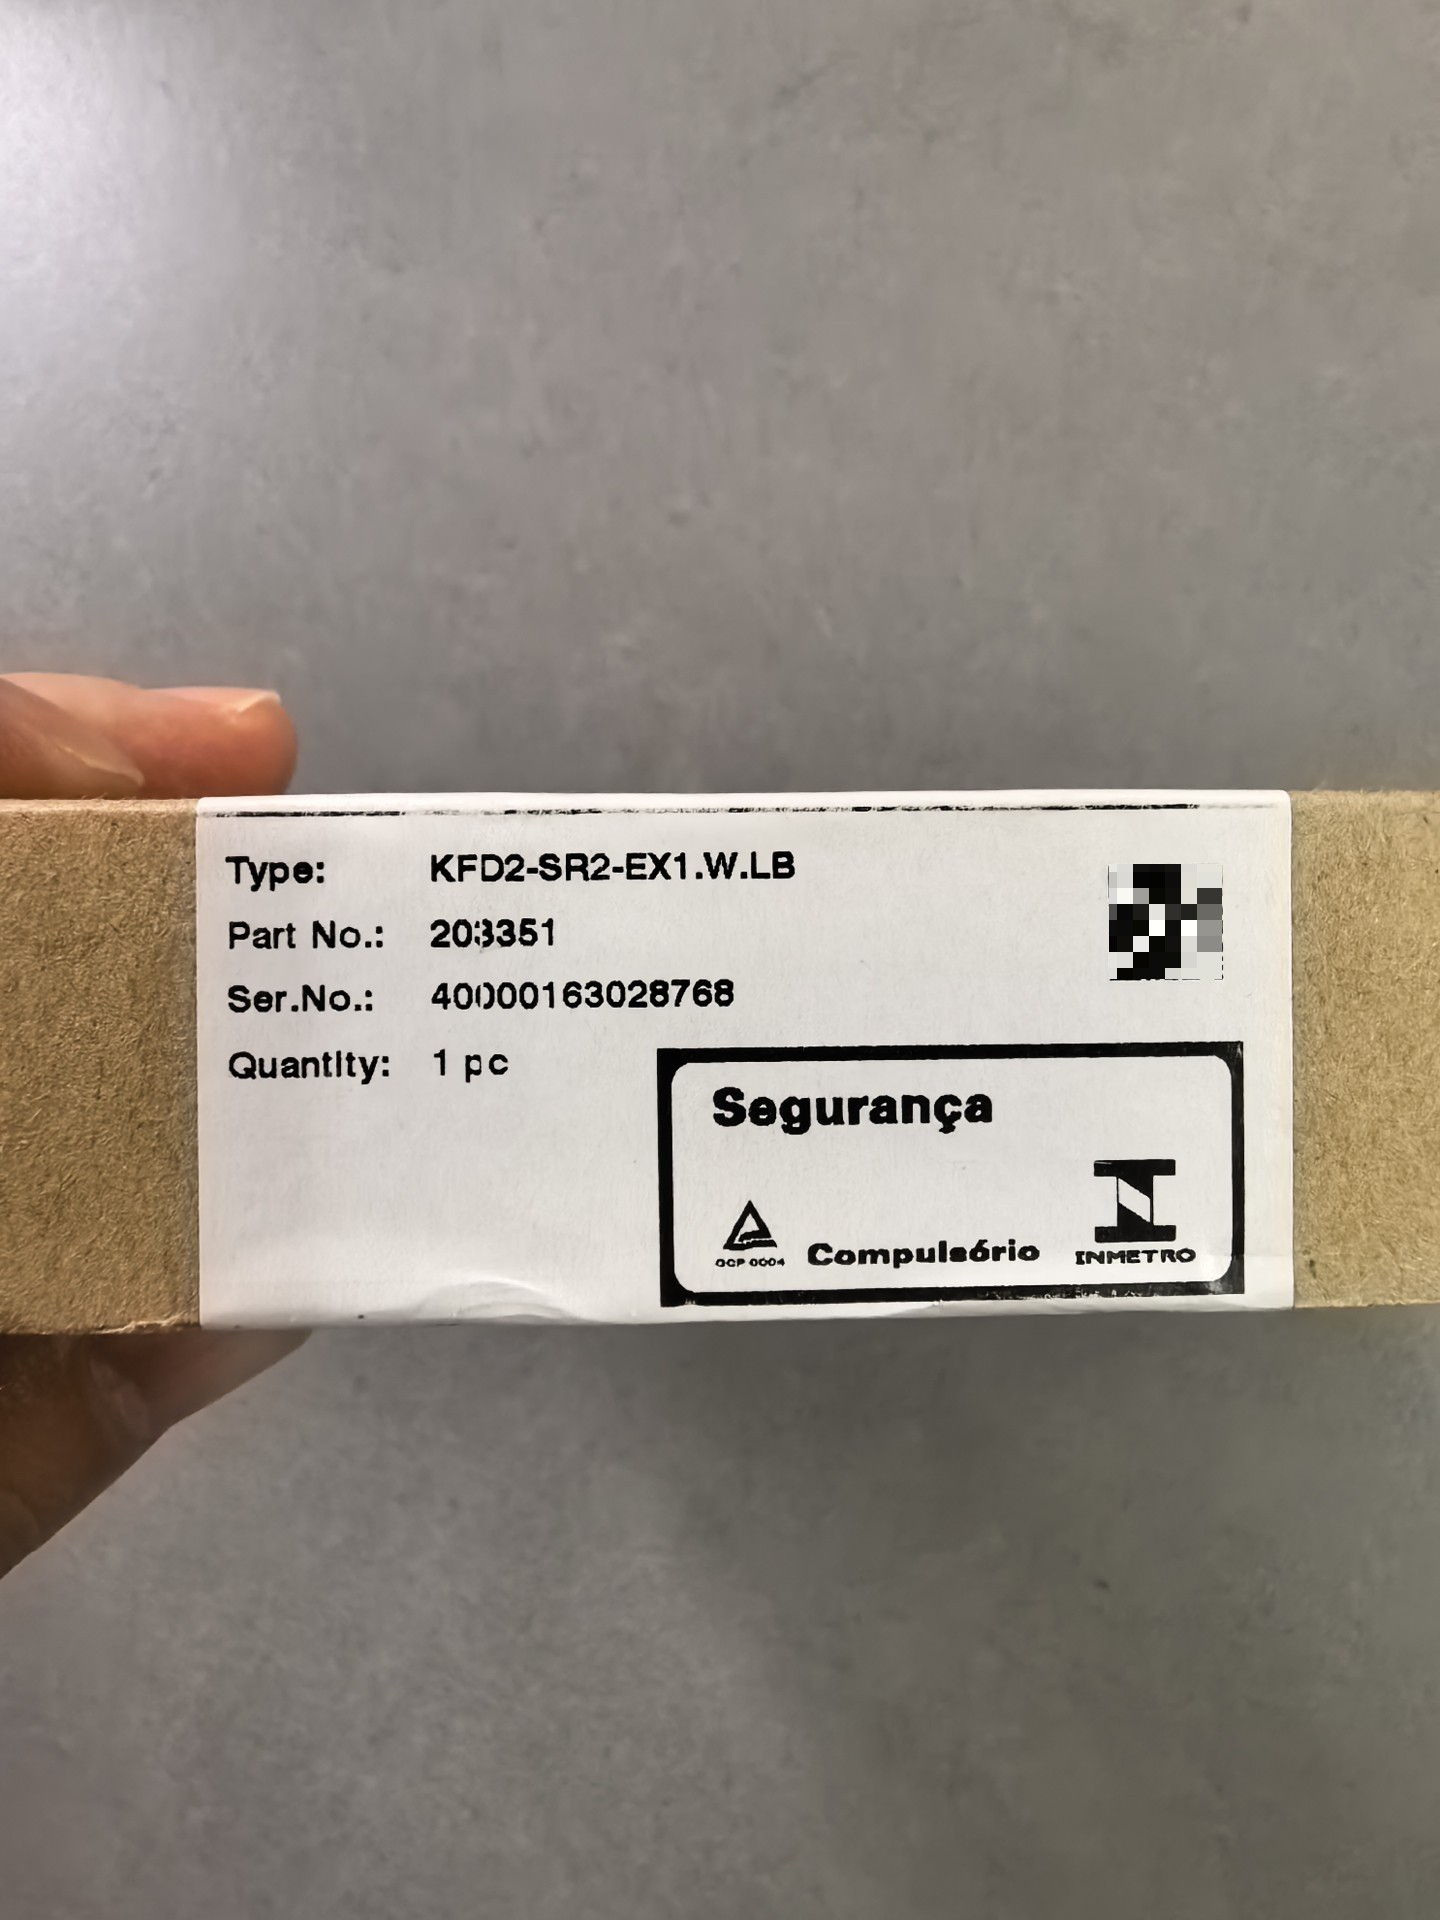 Type: KFD2-SR2-EX1.W.LB
Part No.: 203351
Ser.No.: 40000163028768
Quantity: 1 pc
Segurança
OCP 0004
Compulsório
INMETRO